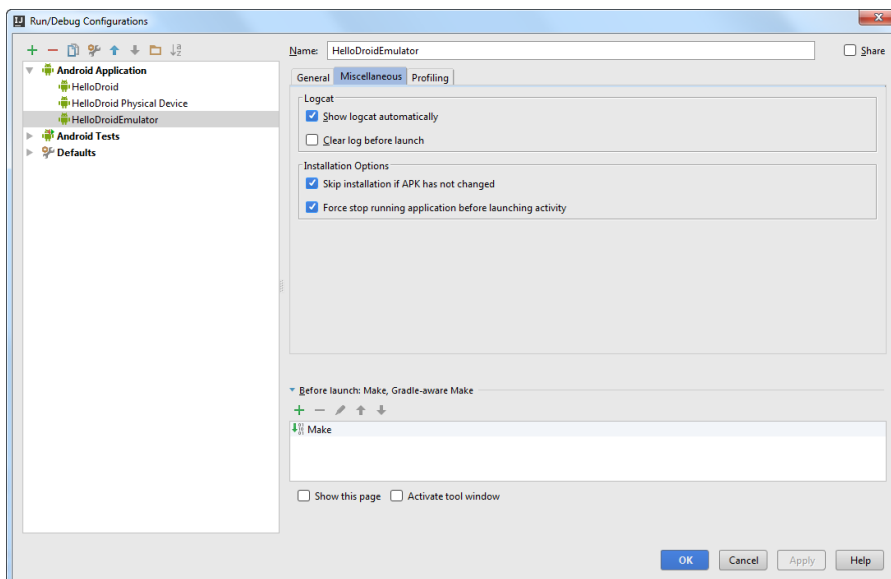 Run/Debug Configurations
Name: HelloDroidEmulator Share
Android Application
HelloDroid
HelloDroid Physical Device
HelloDroidEmulator
Android Tests
Defaults
General Miscellaneous Profiling
Logcat
Show logcat automatically
Clear log before launch
Installation Options
Skip installation if APK has not changed
Force stop running application before launching activity
Before launch: Make, Gradle-aware Make
Make
Show this page Activate tool window
OK Cancel Apply Help